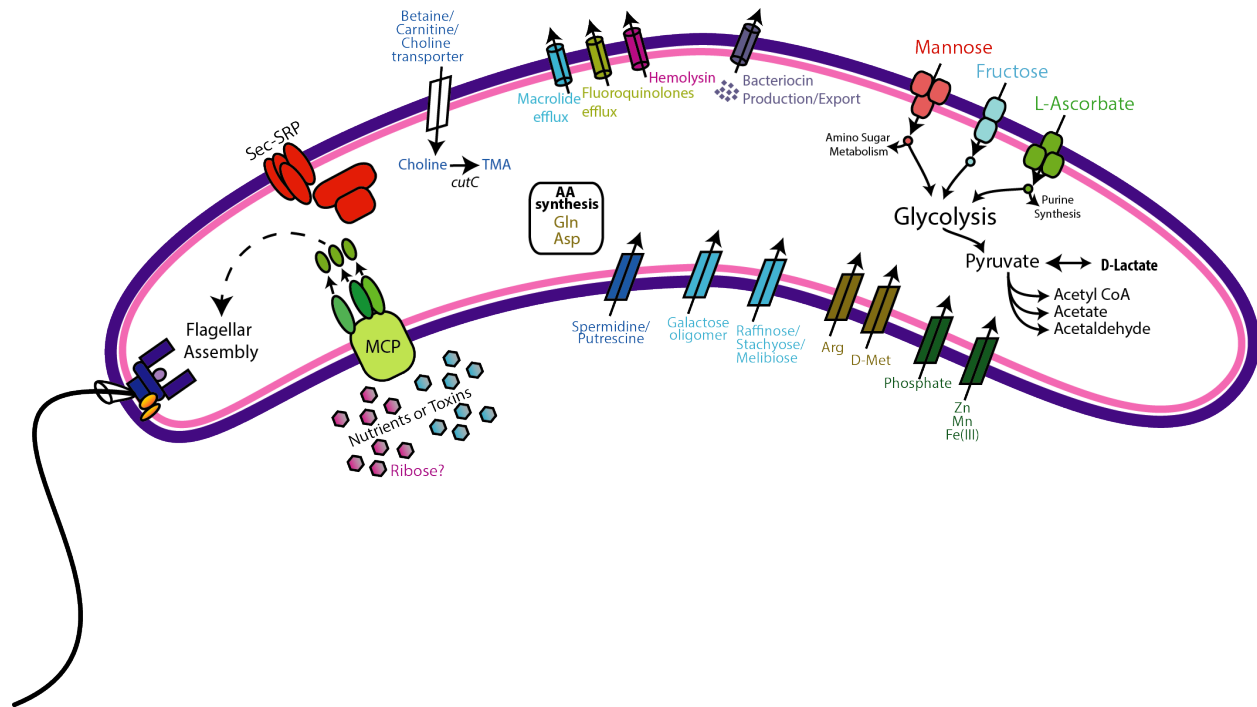 Betaine/
Carnitine/
Choline
transporter
Macrolide
efflux
Fluoroquinolones
efflux
Hemolysin
Bacteriocin
Production/Export
Mannose
Fructose
L-Ascorbate
Sec-SRP
Choline
TMA
cutC
Amino Sugar
Metabolism
Purine
Synthesis
AA
synthesis
Gln
Asp
Glycolysis
Pyruvate
D-Lactate
Acetyl CoA
Acetate
Acetaldehyde
Flagellar
Assembly
MCP
Spermidine/
Putrescine
Galactose
oligomer
Raffinose/
Stachyose/
Melibiose
Arg
D-Met
Phosphate
Zn
Mn
Fe(III)
Nutrients or Toxins
Ribose?